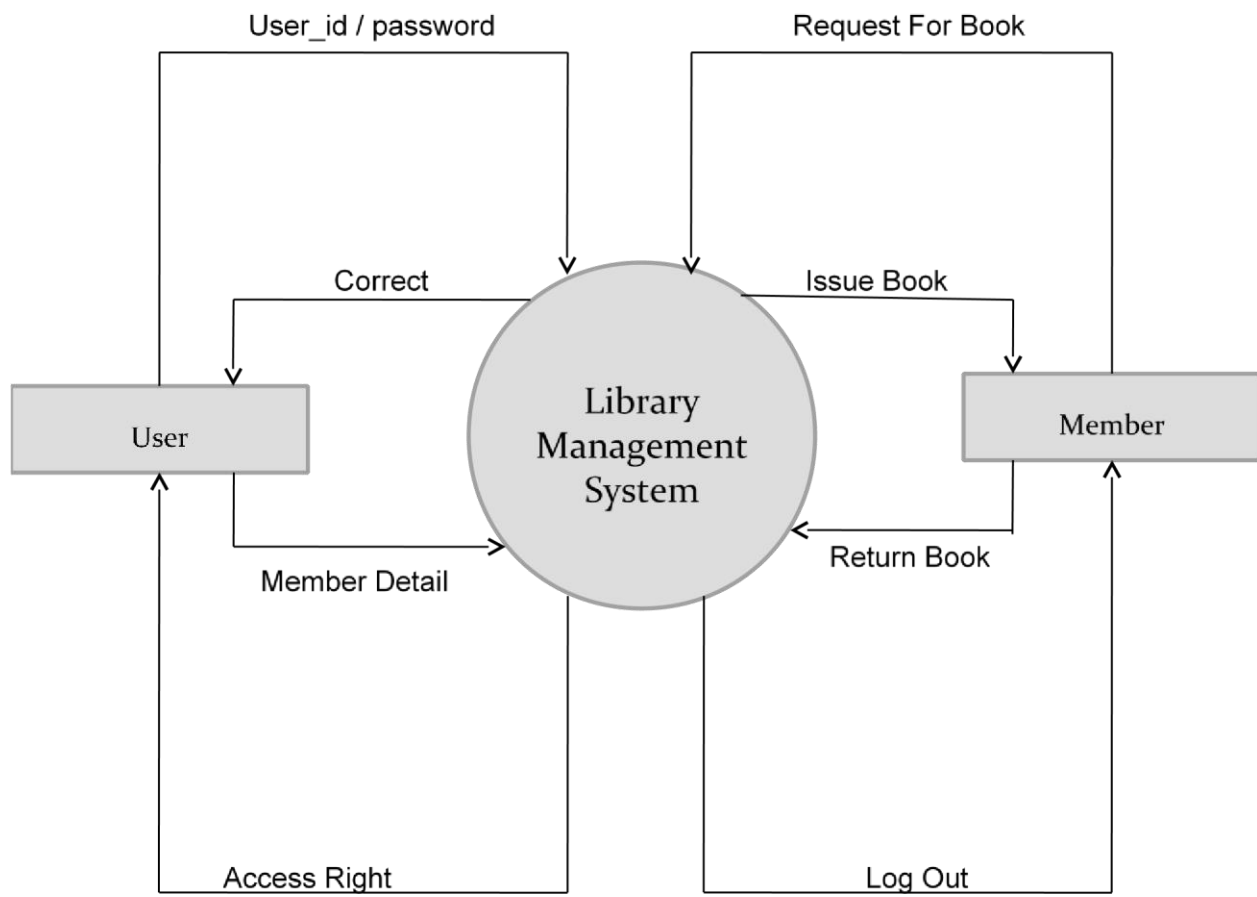 User_id / password
Request For Book
Correct
Issue Book
User
Library
Management
System
Member
Member Detail
Return Book
Access Right
Log Out